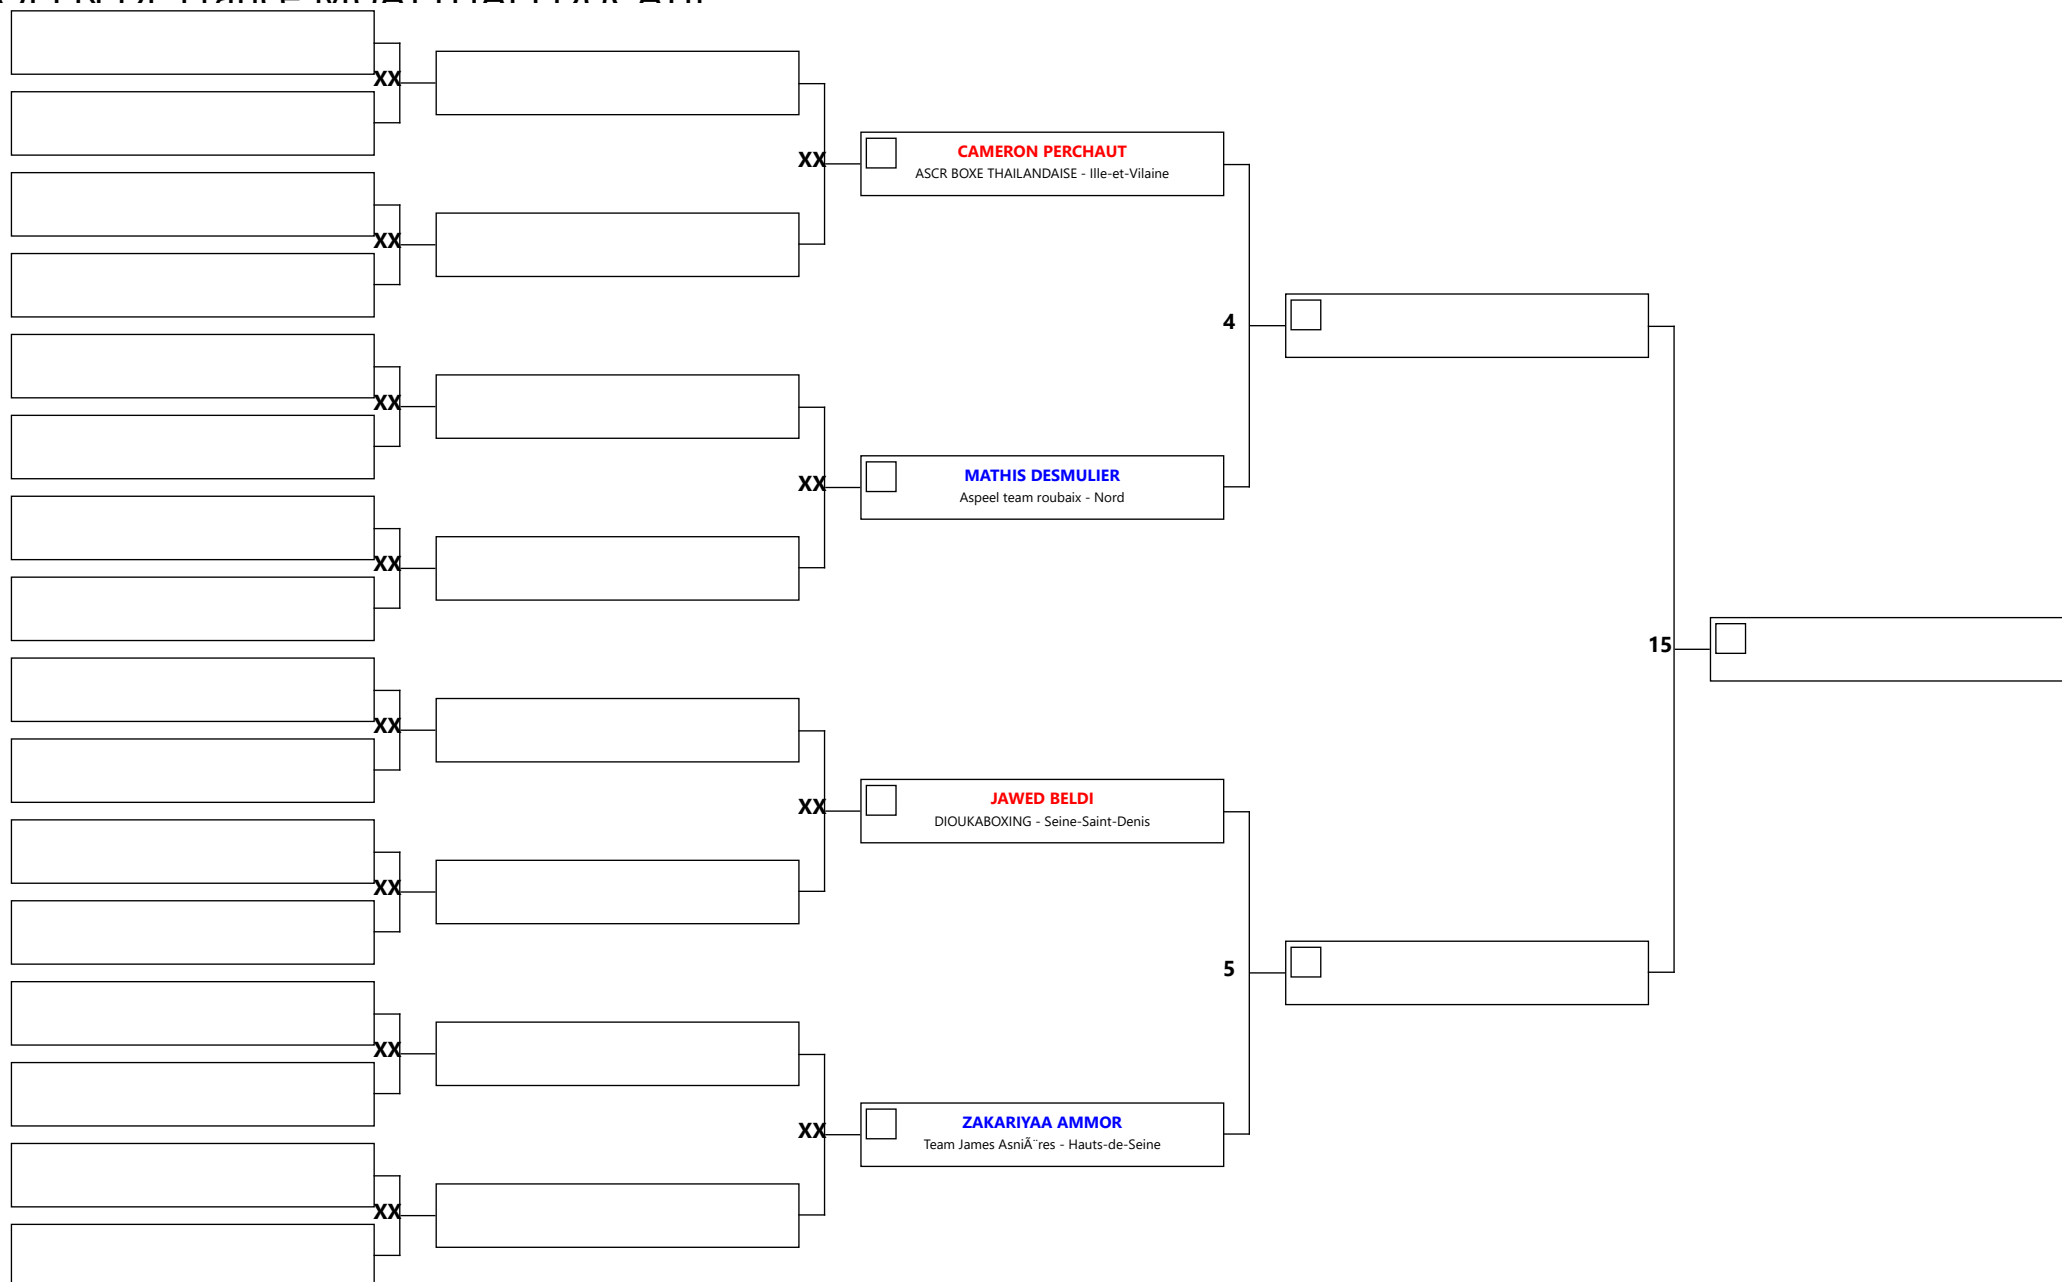 XX
XX
CAMERON PERCHAUT
ASCR BOXE THAILANDAISE - Ille-et-Vilaine
XX
4
XX
XX
MATHIS DESMULIER
Aspeel team roubaix - Nord
XX
15
XX
XX
JAWED BELDI
DIOUKABOXING - Seine-Saint-Denis
XX
5
XX
XX
ZAKARIYAA AMMOR
Team James AsniÃ¨res - Hauts-de-Seine
XX